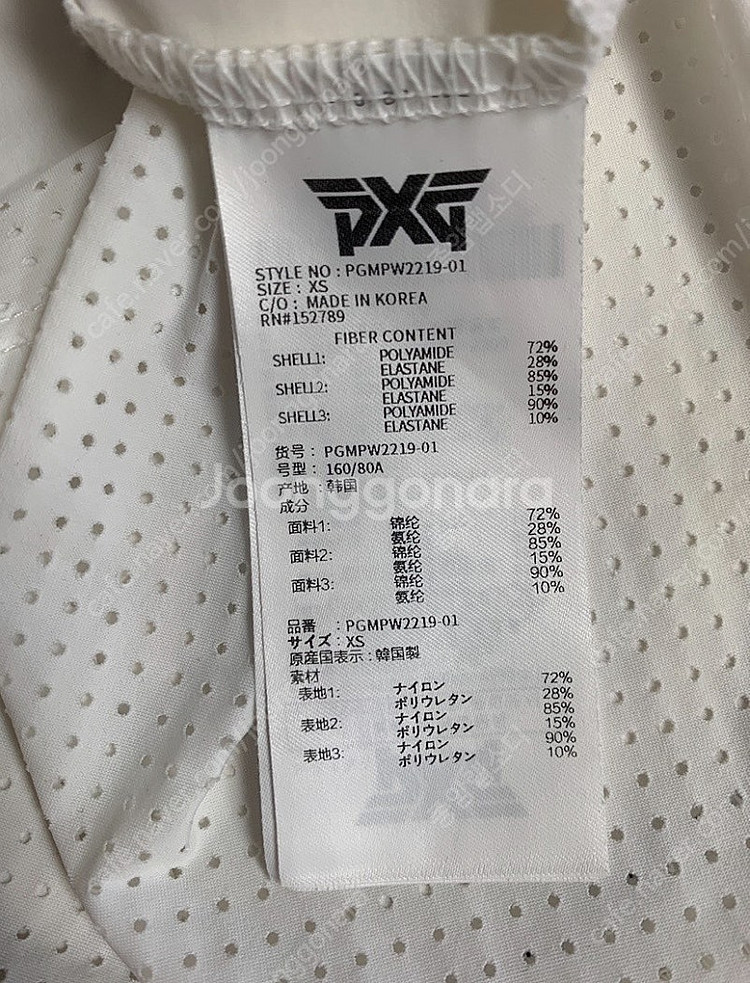 PXG
STYLE NO : PGMPW2219-01
SIZE : XS
C/O : MADE IN KOREA
RN#152789
FIBER CONTENT
SHELL1: POLYAMIDE 72%
ELASTANE 28%
SHELL2: POLYAMIDE 85%
ELASTANE 15%
SHELL3: POLYAMIDE 90%
ELASTANE 10%
货号 : PGMPW2219-01
号型 : 160/80A
产地 : 韩国
Joonggonara
成分
面料1: 锦纶 72%
氨纶 28%
面料2: 锦纶 85%
氨纶 15%
面料3: 锦纶 90%
氨纶 10%
品番 : PGMPW2219-01
サイズ : XS
原産国表示 : 韓国製
素材
表地1: ナイロン 72%
ポリウレタン 28%
表地2: ナイロン 85%
ポリウレタン 15%
表地3: ナイロン 90%
ポリウレタン 10%